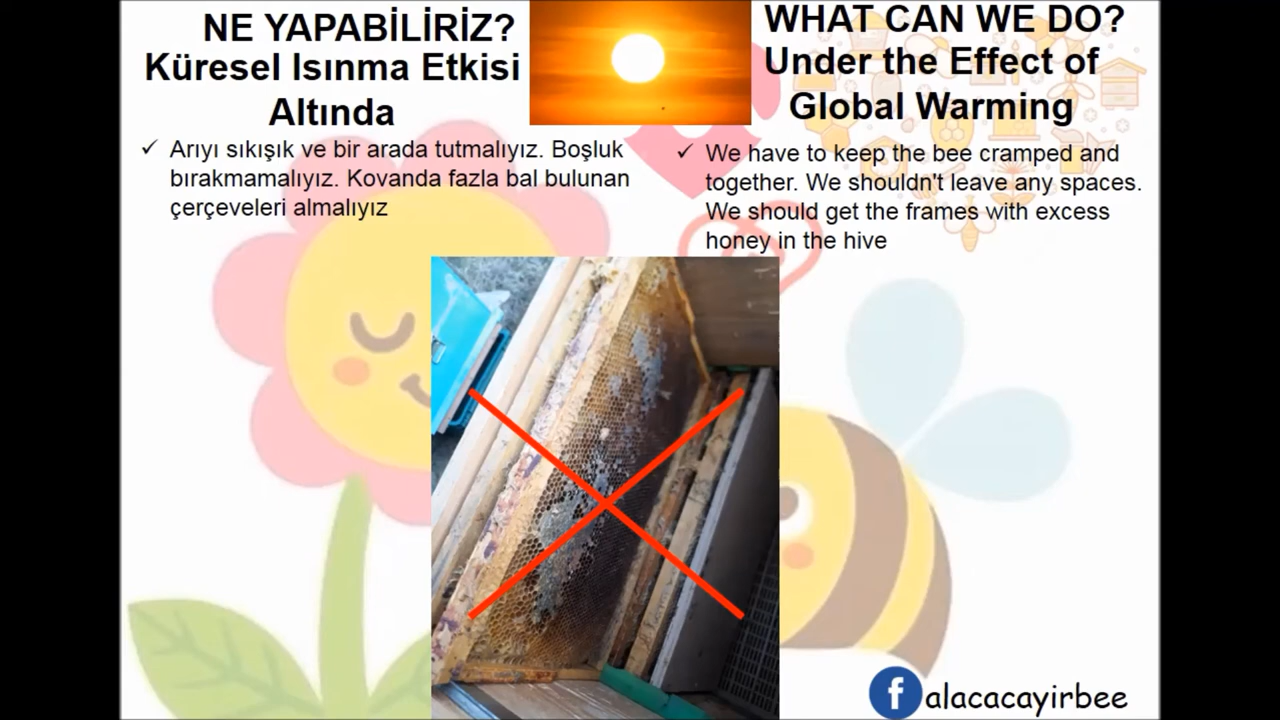 NE YAPABİLİRİZ?
Küresel Isınma Etkisi
Altında
✓ Arıyı sıkışık ve bir arada tutmalıyız. Boşluk
bırakmamalıyız. Kovanda fazla bal bulunan
çerçeveleri almalıyız
WHAT CAN WE DO?
Under the Effect of
Global Warming
✓ We have to keep the bee cramped and
together. We shouldn't leave any spaces.
We should get the frames with excess
honey in the hive
f alacacayirbee